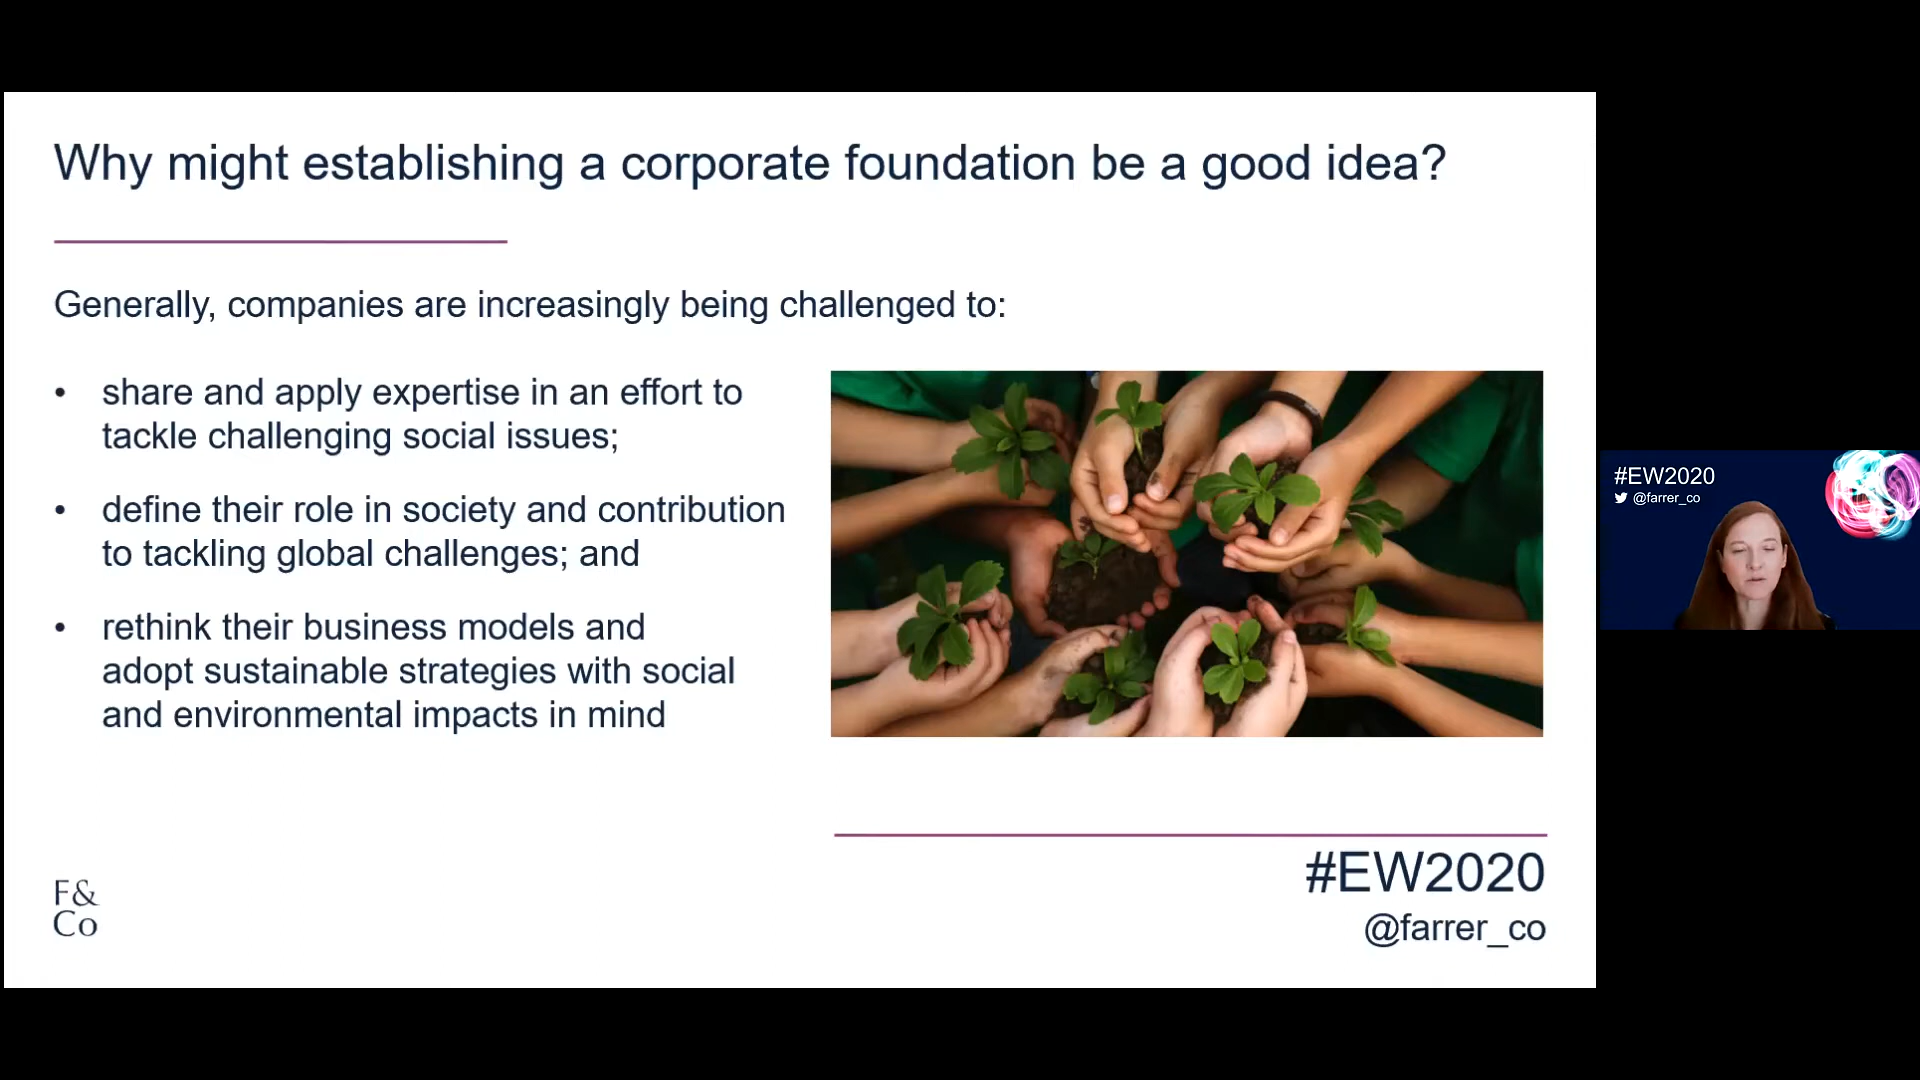 Why might establishing a corporate foundation be a good idea?
Generally, companies are increasingly being challenged to:
• share and apply expertise in an effort to
tackle challenging social issues;
• define their role in society and contribution
to tackling global challenges; and
• rethink their business models and
adopt sustainable strategies with social
and environmental impacts in mind
F&
Co
#EW2020
@farrer_co
#EW2020
@farrer_co